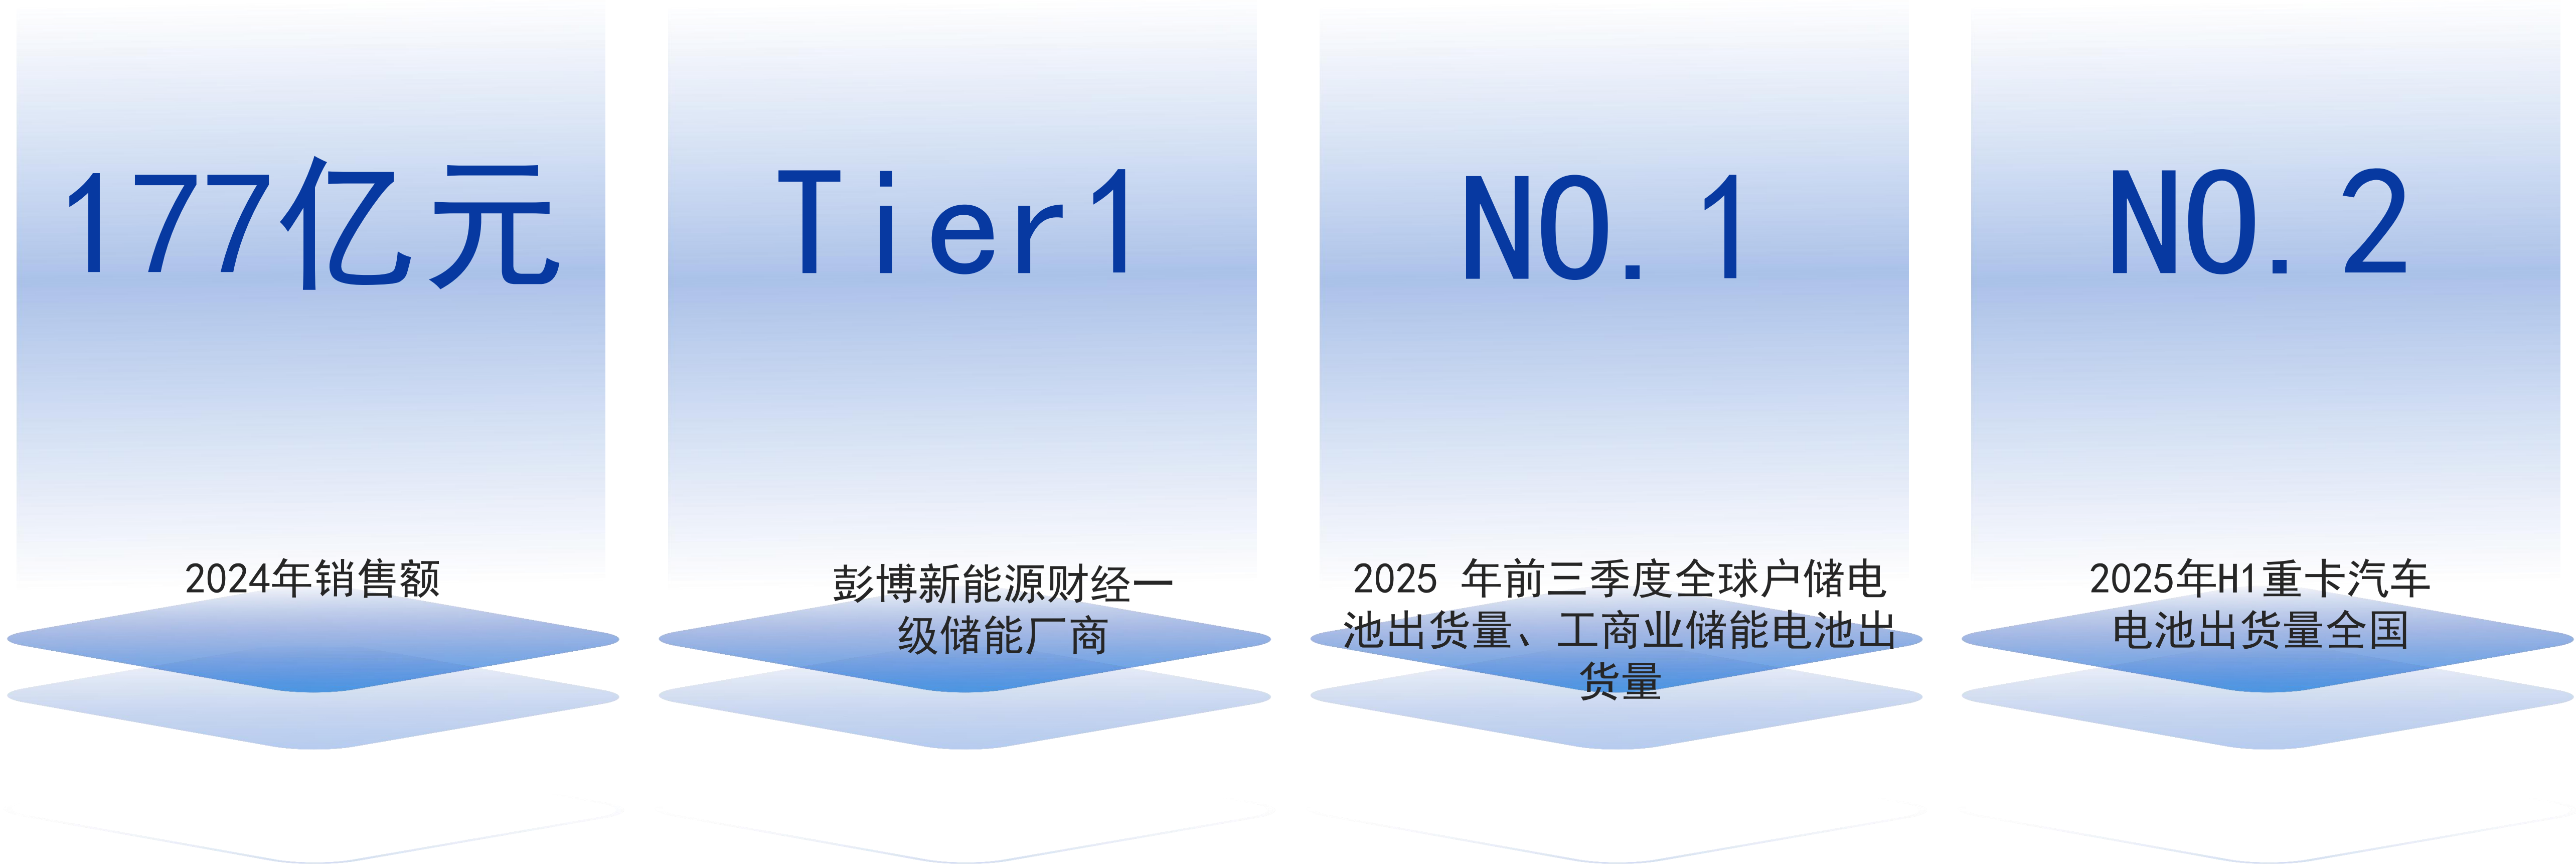 177亿元
2024年销售额
Tier1
彭博新能源财经一
级储能厂商
NO.1
2025 年前三季度全球户储电
池出货量、工商业储能电池出
货量
NO.2
2025年H1重卡汽车
电池出货量全国